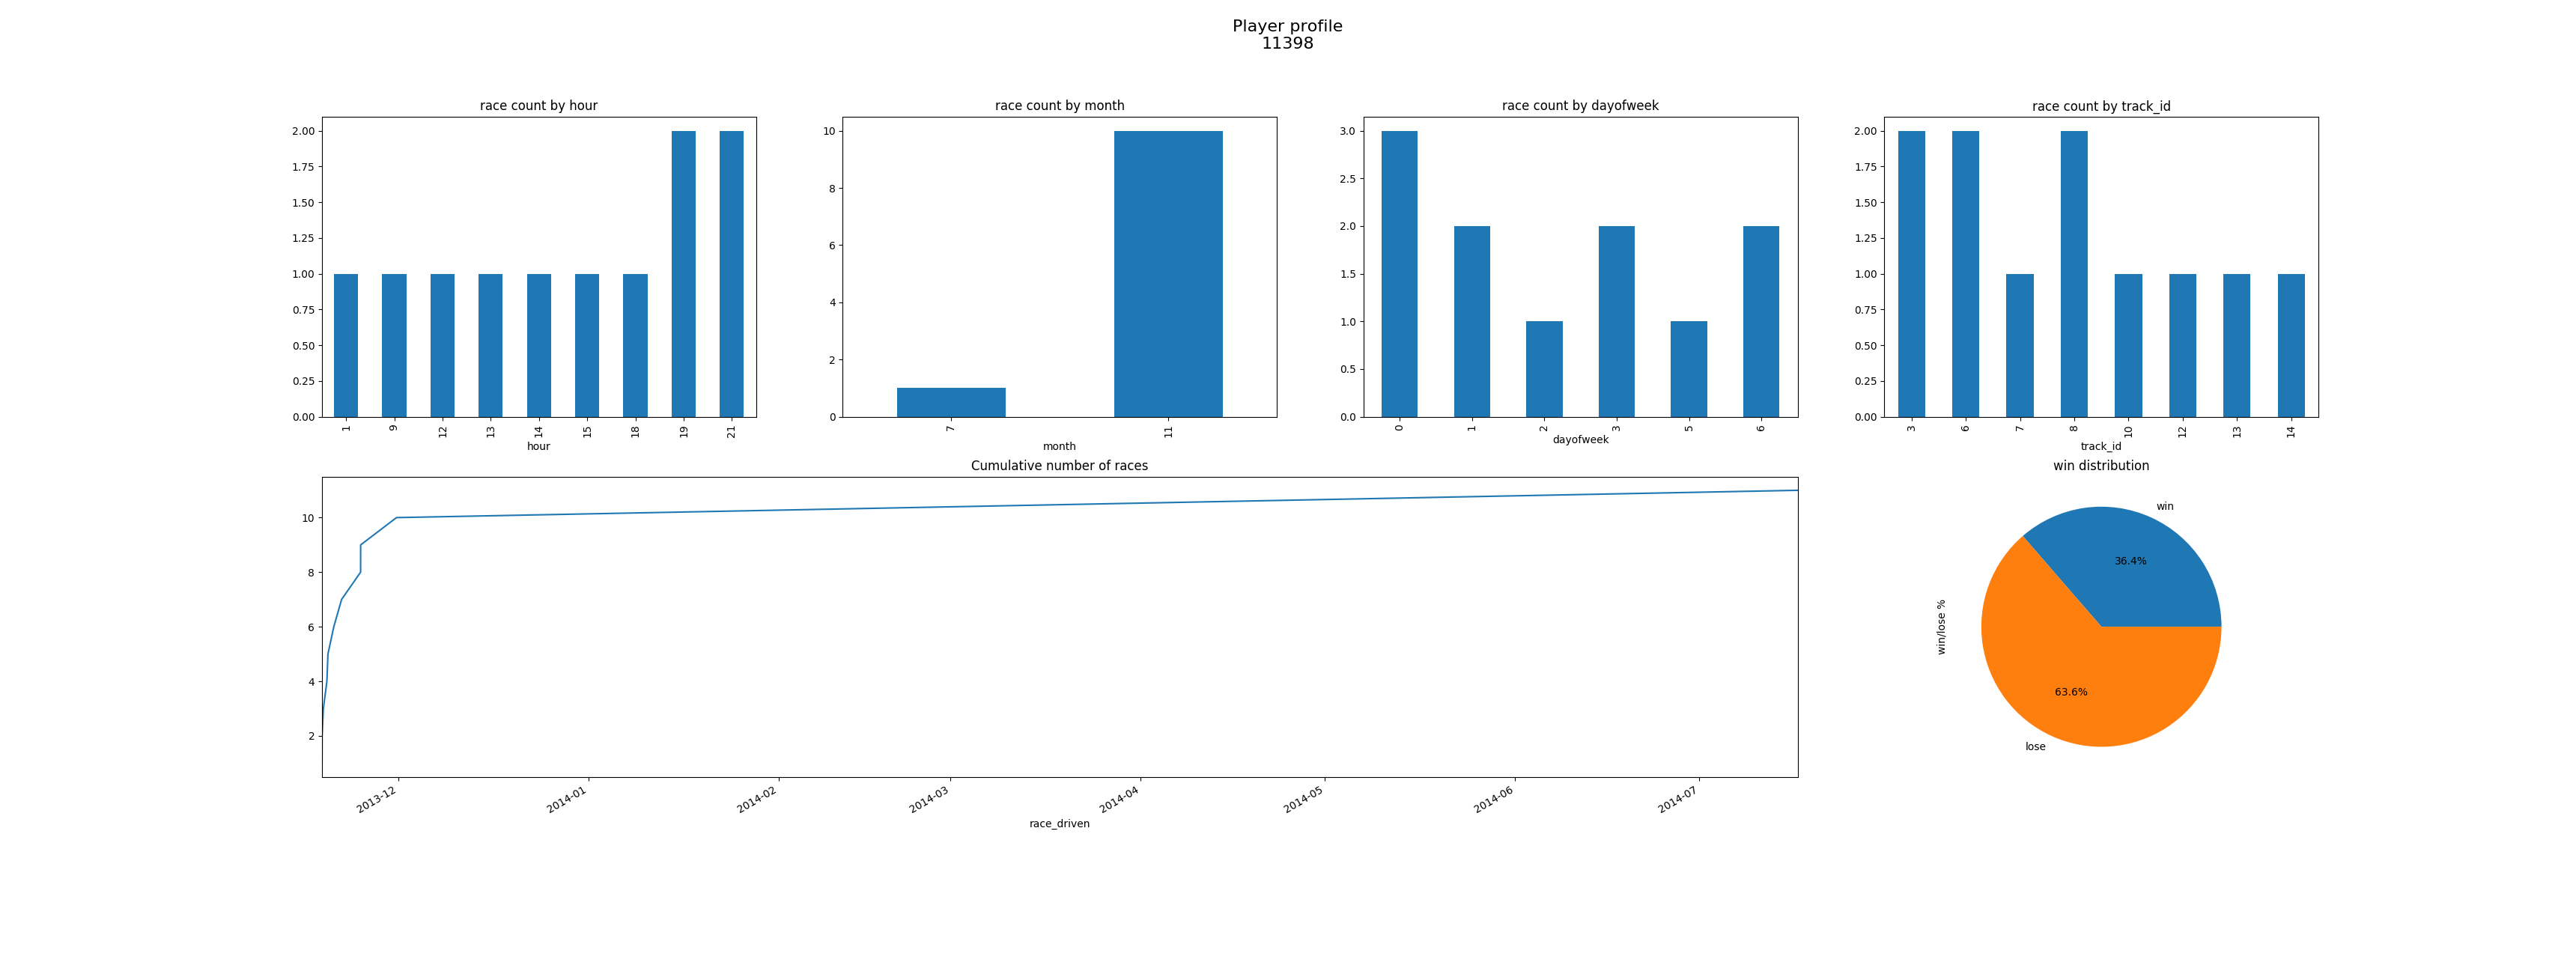 Player profile
11398
race count by hour
2.00
1.75
1.50
1.25
1.00
0.75
0.50
0.25
0.00
1 9 12 13 14 15 18 19 21
hour
race count by month
10
8
6
4
2
0
7 11
month
race count by dayofweek
3.0
2.5
2.0
1.5
1.0
0.5
0.0
0 1 2 3 5 6
dayofweek
race count by track_id
2.00
1.75
1.50
1.25
1.00
0.75
0.50
0.25
0.00
3 6 7 8 10 12 13 14
track_id
Cumulative number of races
10
8
6
4
2
2013-12 2014-01 2014-02 2014-03 2014-04 2014-05 2014-06 2014-07
race_driven
win distribution
win
36.4%
win/lose %
63.6%
lose